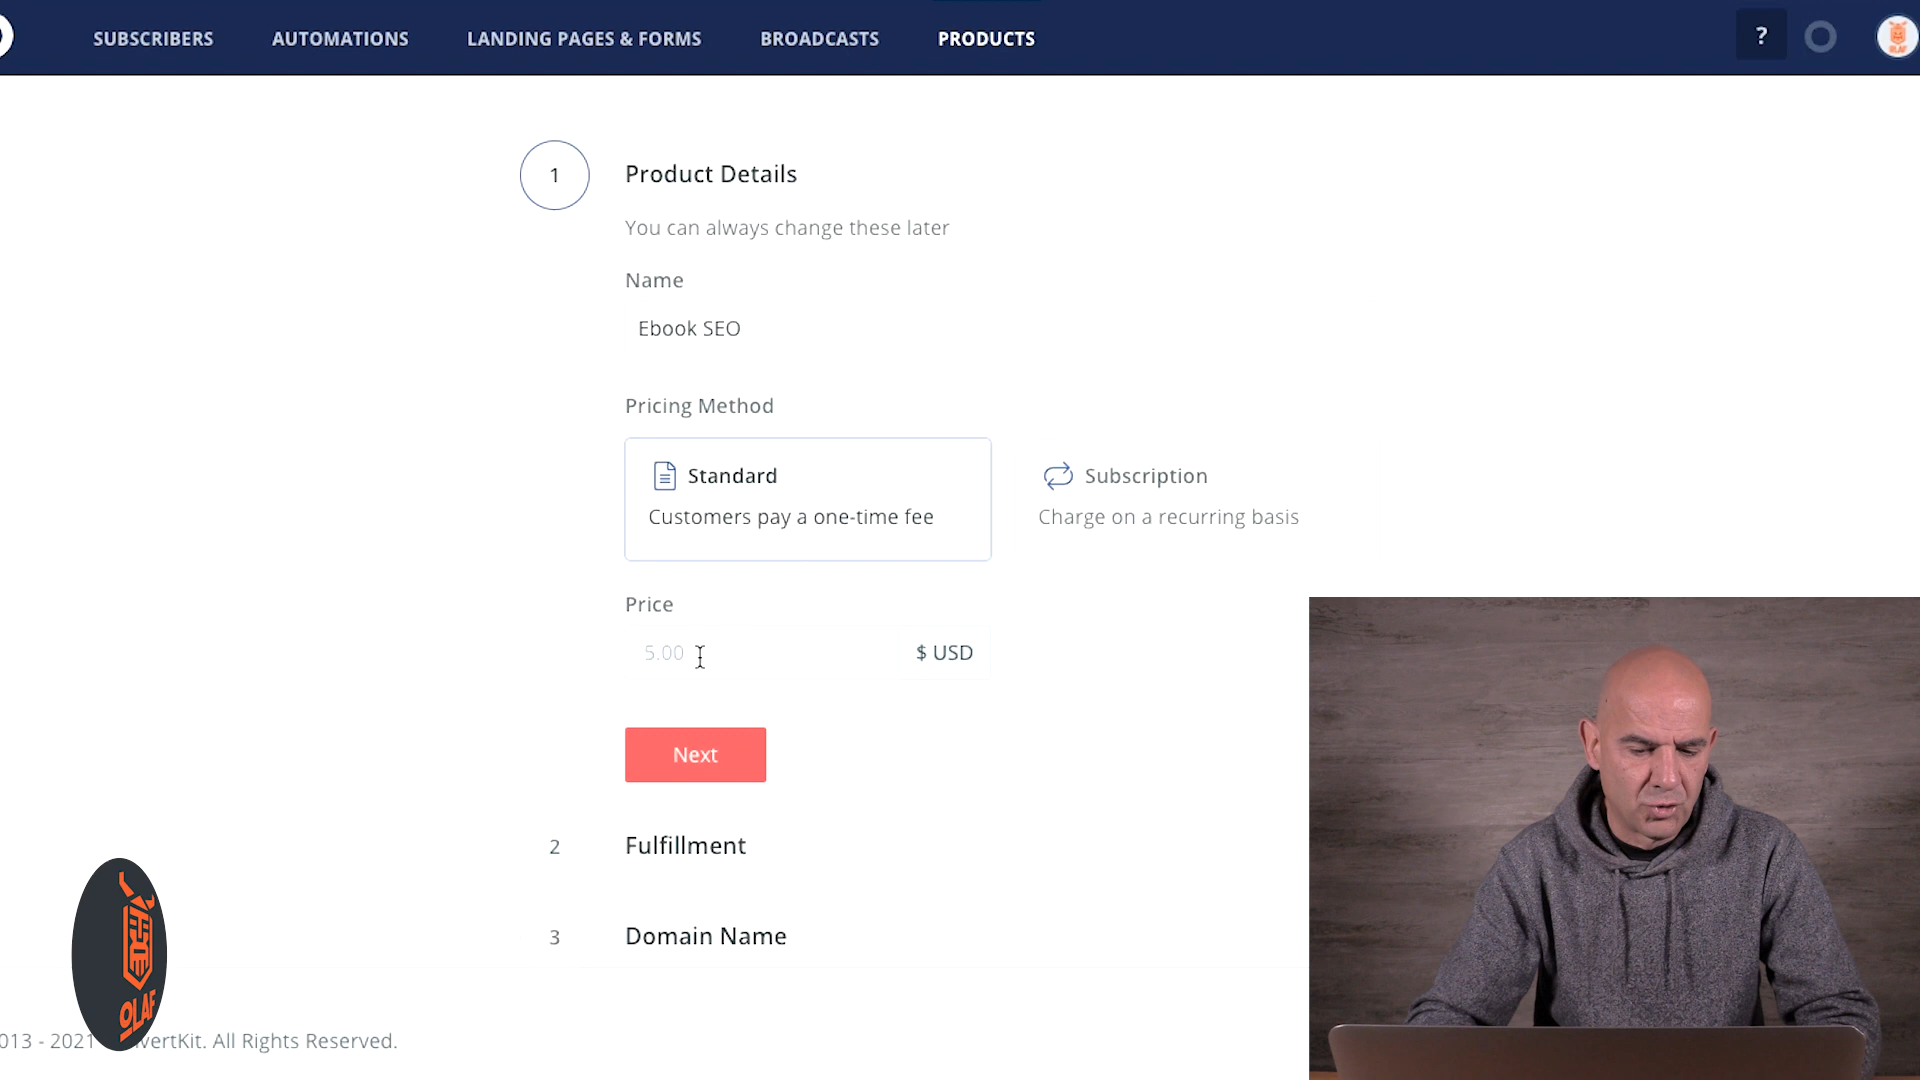 SUBSCRIBERS AUTOMATIONS LANDING PAGES & FORMS BROADCASTS PRODUCTS ?
OLAF
1 Product Details
You can always change these later
Name
Ebook SEO
Pricing Method
Standard Subscription
Customers pay a one-time fee Charge on a recurring basis
Price
5.00 $ USD
Next
2 Fulfillment
3 Domain Name
OLAF
013 - 2021 vertKit. All Rights Reserved.